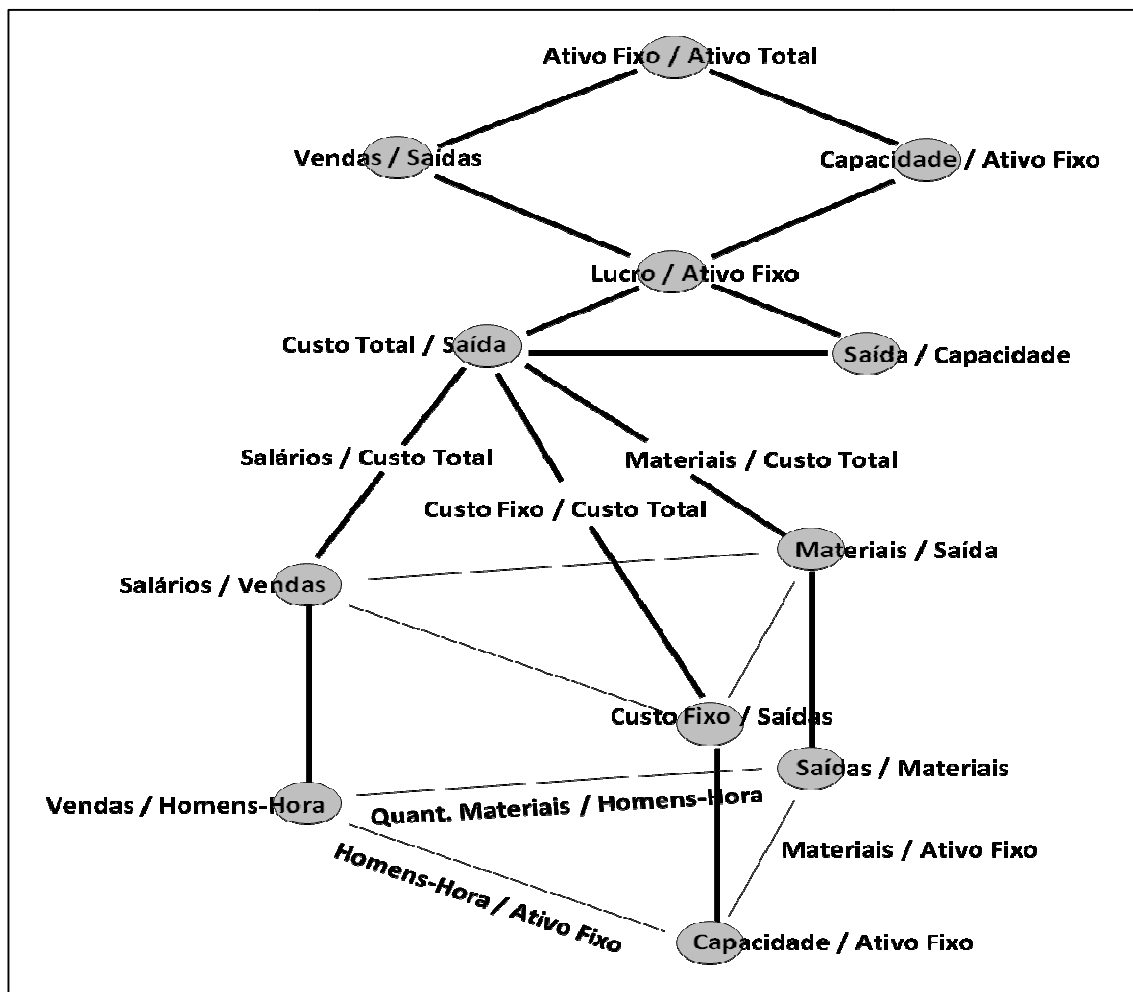 Ativo Fixo / Ativo Total
Vendas / Saídas
Capacidade / Ativo Fixo
Lucro / Ativo Fixo
Custo Total / Saída
Saída / Capacidade
Salários / Custo Total
Materiais / Custo Total
Custo Fixo / Custo Total
Materiais / Saída
Salários / Vendas
Custo Fixo / Saídas
Saídas / Materiais
Vendas / Homens-Hora
Quant. Materiais / Homens-Hora
Materiais / Ativo Fixo
Homens-Hora / Ativo Fixo
Capacidade / Ativo Fixo